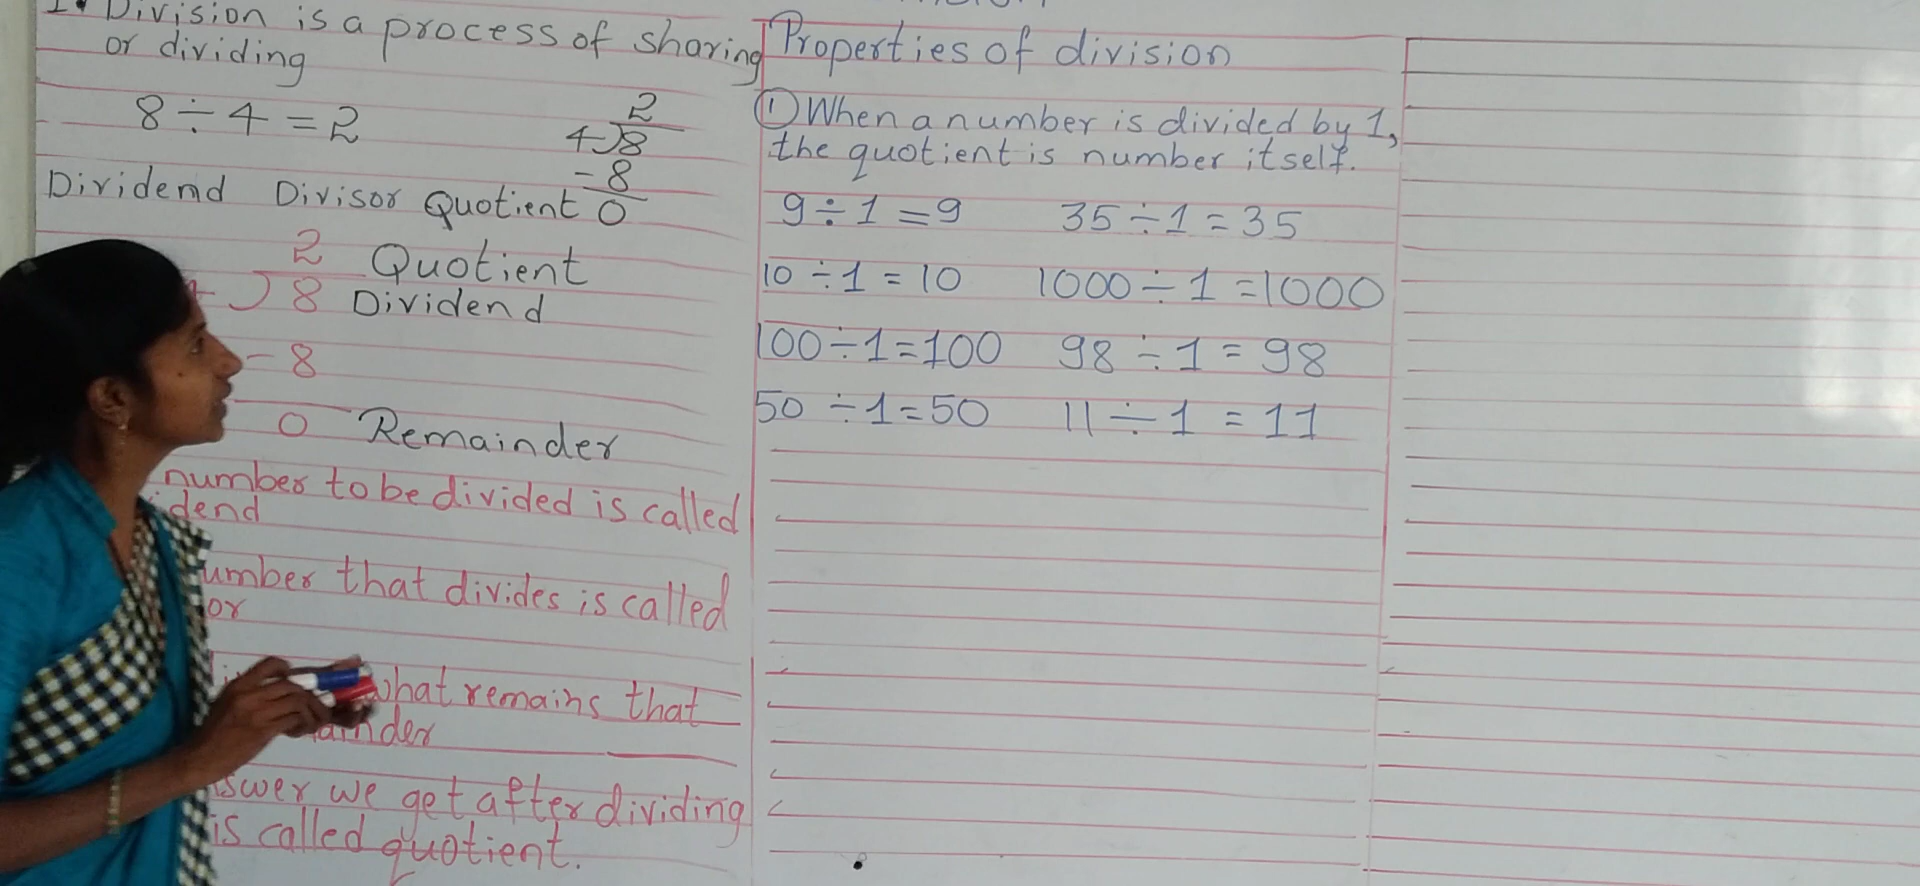 1. Division is a process of sharing
or dividing
8 ÷ 4 = 2
2
4)8
- 8
0
Dividend Divisor Quotient
2 Quotient
8 Dividend
- 8
0 Remainder
number to be divided is called
dend
umber that divides is called
or
what remains that
ainder
swer we get after dividing
is called quotient.
Properties of division
① When a number is divided by 1,
the quotient is number itself.
9 ÷ 1 = 9 35 ÷ 1 = 35
10 ÷ 1 = 10 1000 ÷ 1 = 1000
100 ÷ 1 = 100 98 ÷ 1 = 98
50 ÷ 1 = 50 11 ÷ 1 = 11